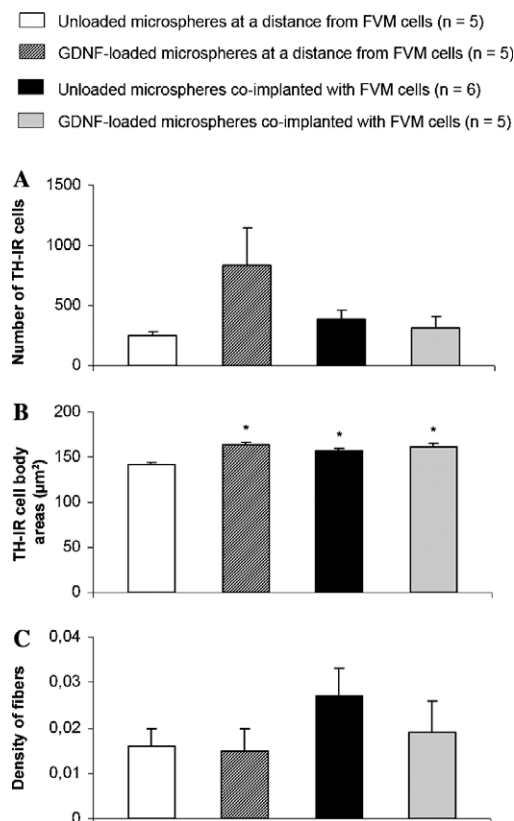 Unloaded microspheres at a distance from FVM cells (n = 5)
GDNF-loaded microspheres at a distance from FVM cells (n = 5)
Unloaded microspheres co-implanted with FVM cells (n = 6)
GDNF-loaded microspheres co-implanted with FVM cells (n = 5)
A
Number of TH-IR cells
1500
1000
500
0
B
TH-IR cell body
areas (µm²)
200
150
100
50
0
* * *
C
Density of fibers
0,04
0,03
0,02
0,01
0